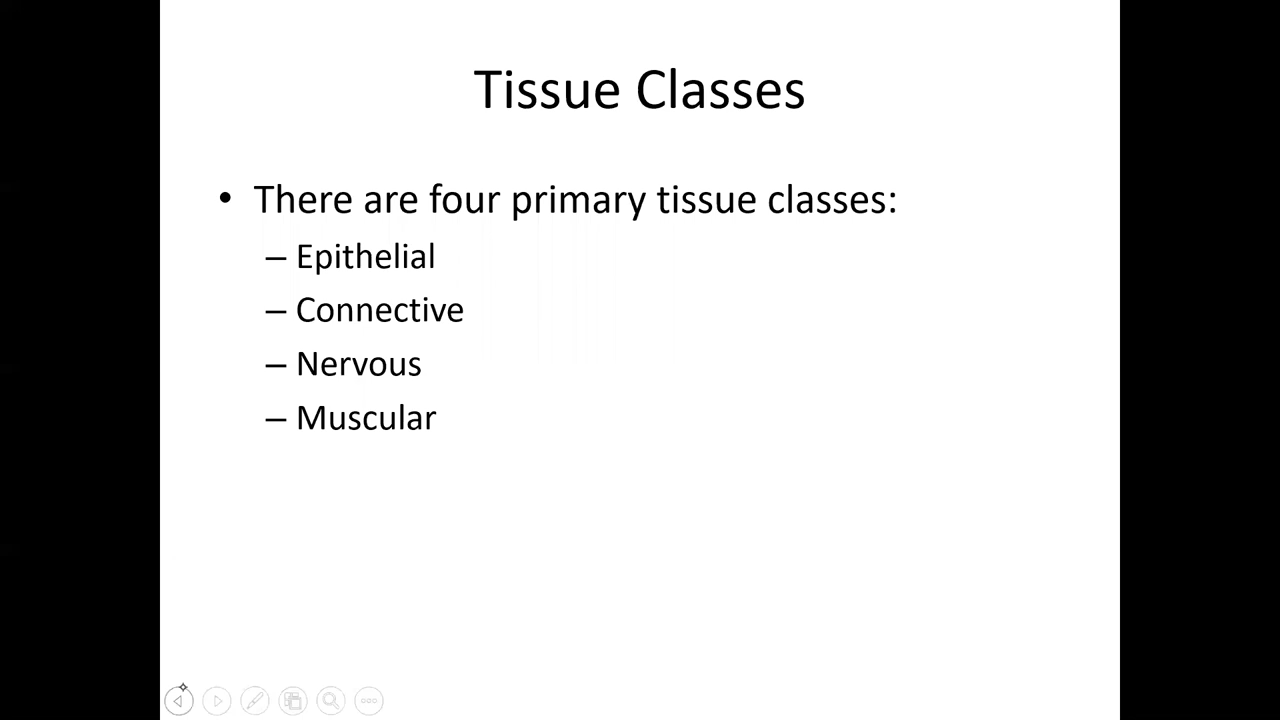 Tissue Classes
• There are four primary tissue classes:
– Epithelial
– Connective
– Nervous
– Muscular